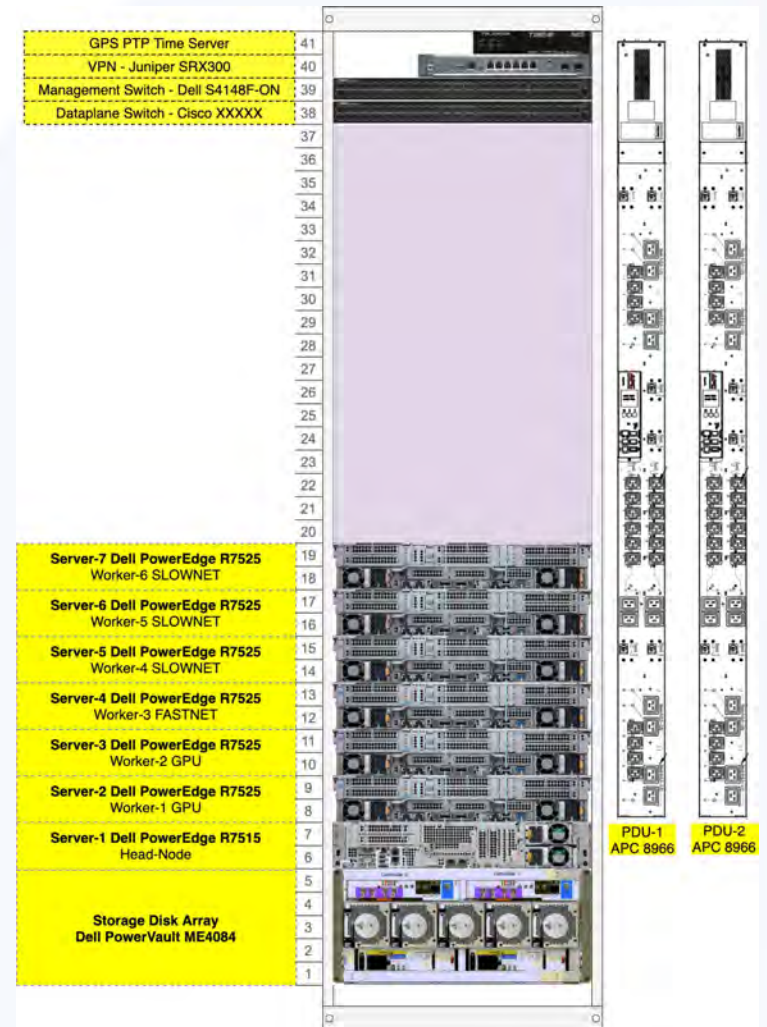 GPS PTP Time Server 41
VPN - Juniper SRX300 40
Management Switch - Dell S4148F-ON 39
Dataplane Switch - Cisco XXXXX 38
37
36
35
34
33
32
31
30
29
28
27
26
25
24
23
22
21
20
Server-7 Dell PowerEdge R7525 19
Worker-6 SLOWNET 18
Server-6 Dell PowerEdge R7525 17
Worker-5 SLOWNET 16
Server-5 Dell PowerEdge R7525 15
Worker-4 SLOWNET 14
Server-4 Dell PowerEdge R7525 13
Worker-3 FASTNET 12
Server-3 Dell PowerEdge R7525 11
Worker-2 GPU 10
Server-2 Dell PowerEdge R7525 9
Worker-1 GPU 8
Server-1 Dell PowerEdge R7515 7
Head-Node 6
5
4
Storage Disk Array 3
Dell PowerVault ME4084
2
1
PDU-1
APC 8966
PDU-2
APC 8966